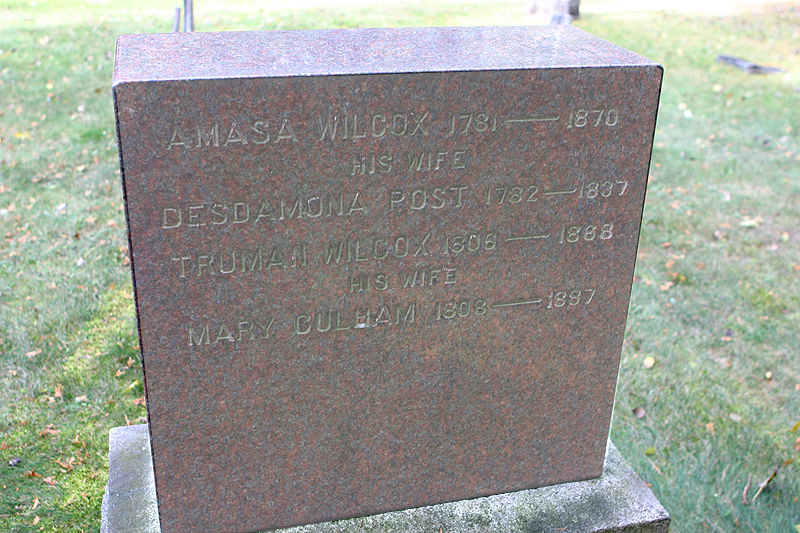 AMASA WILCOX 1781—1870
HIS WIFE
DESDAMONA POST 1782—1837
TRUMAN WILCOX 1806—1888
HIS WIFE
MARY CULHAM 1808—1887